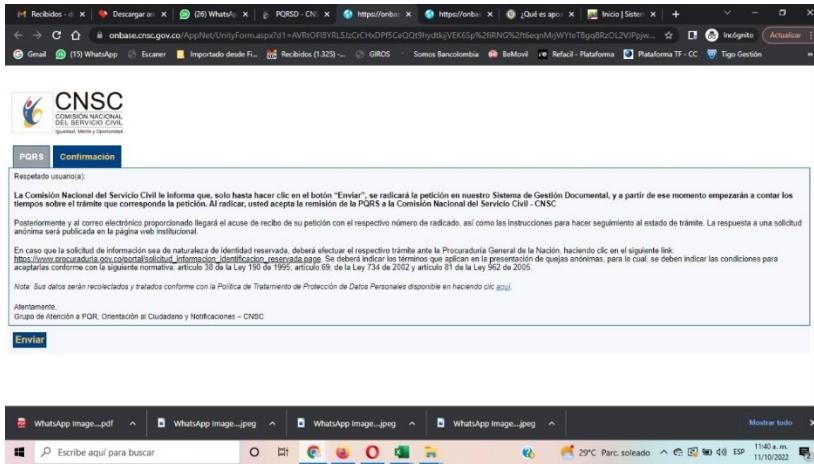 Recibidos - d
Descargar an
(26) WhatsAp
PQRSD - CNS
https://onbas
https://onbas
¿Qué es apos
Inicio | Sistem
onbase.cnsc.gov.co/AppNet/UnityForm.aspx?d1=
Incógnito
Actualizar
Gmail
(15) WhatsApp
Escaner
Importado desde Fi...
Recibidos (1.325) -...
GIROS
Somos Bancolombia
BeMovil
Refacil - Plataforma
Plataforma TF - CC
Tigo Gestión
CNSC
COMISIÓN NACIONAL
DEL SERVICIO CIVIL
Igualdad, Mérito y Oportunidad
PQRS
Confirmación
Respetado usuario(a):
La Comisión Nacional del Servicio Civil le informa que, solo hasta hacer clic en el botón "Enviar", se radicará la petición en nuestro Sistema de Gestión Documental, y a partir de ese momento empezarán a contar los
tiempos sobre el trámite que corresponda la petición. Al radicar, usted acepta la remisión de la PQRS a la Comisión Nacional del Servicio Civil - CNSC
Posteriormente y al correo electrónico proporcionado llegará el acuse de recibo de su petición con el respectivo número de radicado, así como las instrucciones para hacer seguimiento al estado de trámite. La respuesta a una solicitud
anónima será publicada en la página web institucional.
En caso que la solicitud de información sea de naturaleza de identidad reservada, deberá efectuar el respectivo trámite ante la Procuraduría General de la Nación, haciendo clic en el siguiente link:
https://www.procuraduria.gov.co/portal/solicitud_informacion_identificacion_reservada.page. Se deberá indicar los términos que aplican en la presentación de quejas anónimas, para lo cual, se deben indicar las condiciones para
aceptarlas conforme con la siguiente normativa: artículo 38 de la Ley 190 de 1995; artículo 69; de la Ley 734 de 2002 y artículo 81 de la Ley 962 de 2005.
Nota: Sus datos serán recolectados y tratados conforme con la Política de Tratamiento de Protección de Datos Personales disponible en haciendo clic aquí.
Atentamente,
Grupo de Atención a PQR, Orientación al Ciudadano y Notificaciones – CNSC
Enviar
WhatsApp Image....pdf
WhatsApp Image...jpeg
WhatsApp Image...jpeg
WhatsApp Image...jpeg
Mostrar todo
Escribe aquí para buscar
29°C Parc. soleado
ESP
11:40 a. m.
11/10/2022